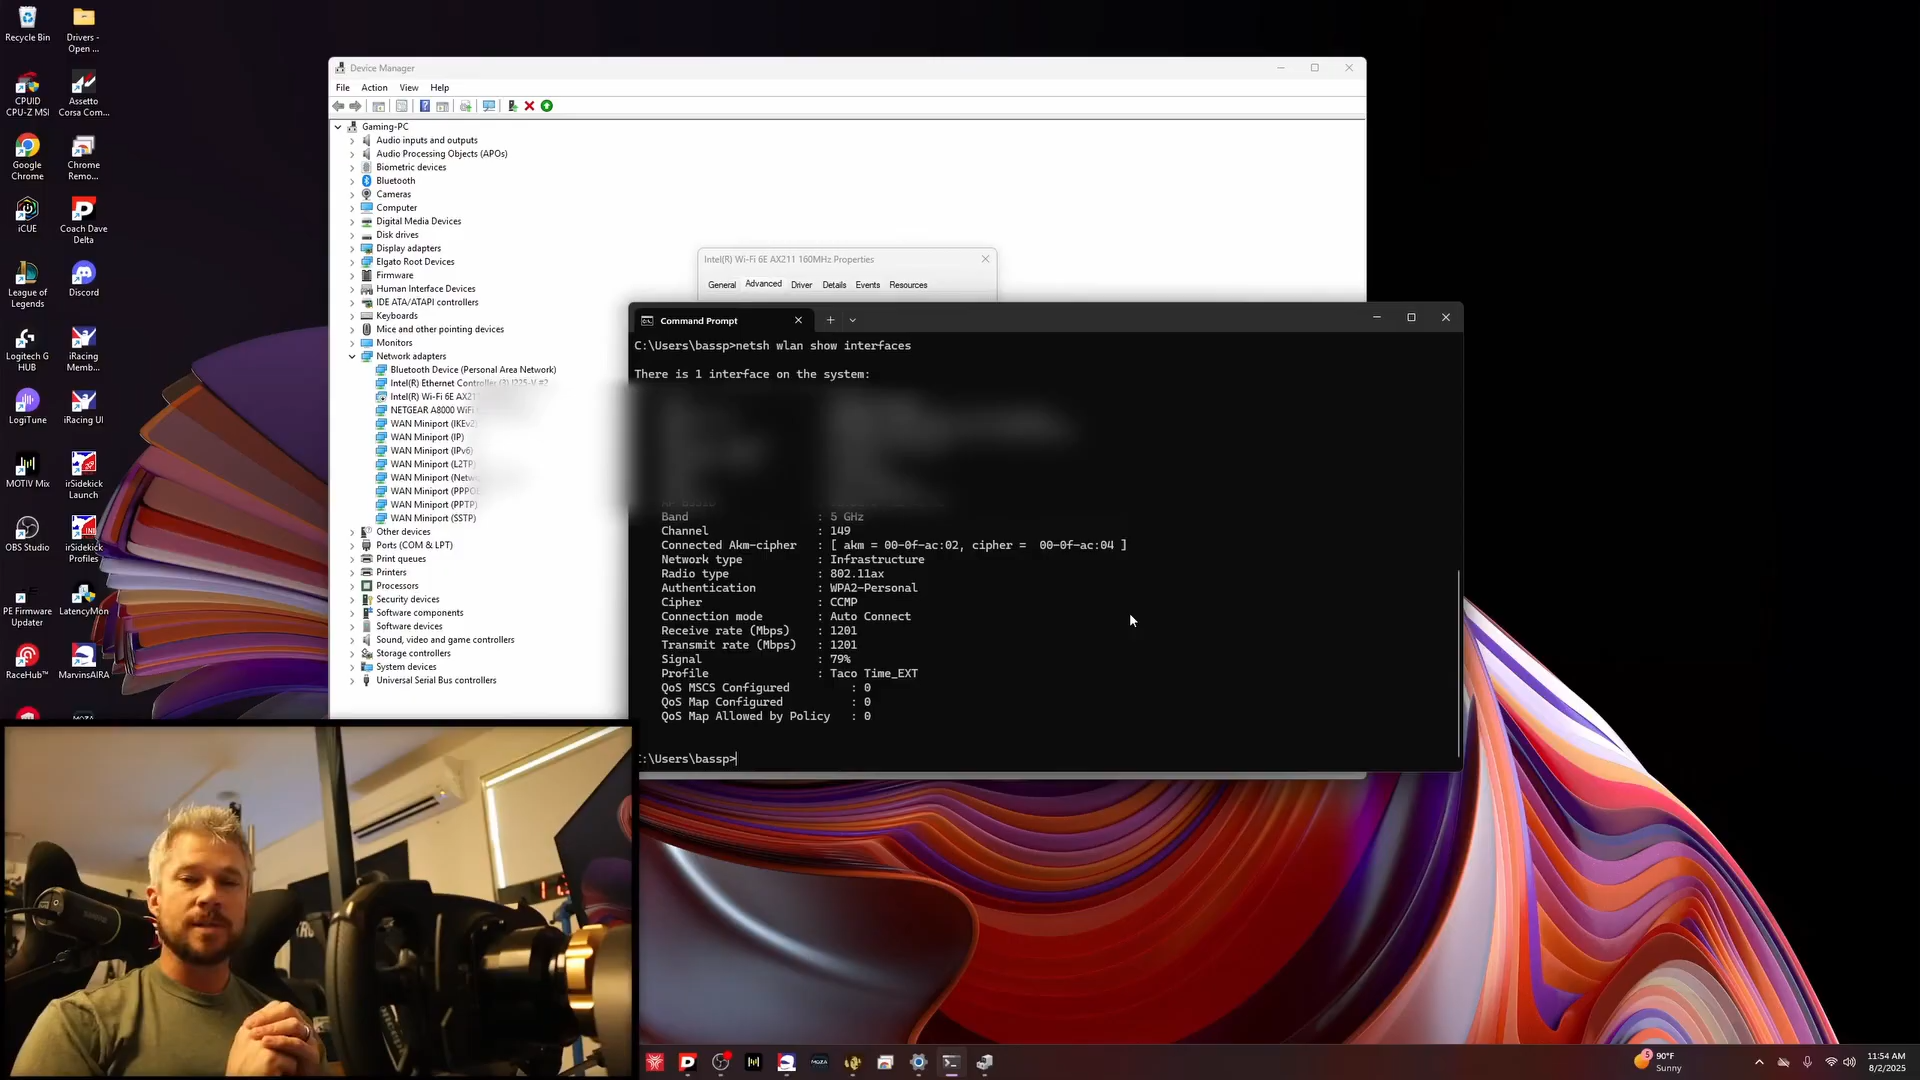 Recycle Bin
Drivers -
Open ...
CPUID
CPU-Z MSI
Assetto
Corsa Com...
Google
Chrome
Chrome
Remo...
iCUE
Coach Dave
Delta
League of
Legends
Discord
Logitech G
HUB
iRacing
Memb...
LogiTune
iRacing UI
MOTIV Mix
irSidekick
Launch
OBS Studio
irSidekick
Profiles
PE Firmware
Updater
LatencyMon
RaceHub™
MarvinsAIRA
Device Manager
File Action View Help
Gaming-PC
Audio inputs and outputs
Audio Processing Objects (APOs)
Biometric devices
Bluetooth
Cameras
Computer
Digital Media Devices
Disk drives
Display adapters
Elgato Root Devices
Firmware
Human Interface Devices
IDE ATA/ATAPI controllers
Keyboards
Mice and other pointing devices
Monitors
Network adapters
Bluetooth Device (Personal Area Network)
Intel(R) Ethernet Controller (3) I225-V #2
Intel(R) Wi-Fi 6E AX21
NETGEAR A8000 WiFi
WAN Miniport (IKEv2)
WAN Miniport (IP)
WAN Miniport (IPv6)
WAN Miniport (L2TP)
WAN Miniport (Netwo
WAN Miniport (PPPOE
WAN Miniport (PPTP)
WAN Miniport (SSTP)
Other devices
Ports (COM & LPT)
Print queues
Printers
Processors
Security devices
Software components
Software devices
Sound, video and game controllers
Storage controllers
System devices
Universal Serial Bus controllers
Intel(R) Wi-Fi 6E AX211 160MHz Properties
General Advanced Driver Details Events Resources
Command Prompt
C:\Users\bassp>netsh wlan show interfaces
There is 1 interface on the system:
Band : 5 GHz
Channel : 149
Connected Akm-cipher : [ akm = 00-0f-ac:02, cipher = 00-0f-ac:04 ]
Network type : Infrastructure
Radio type : 802.11ax
Authentication : WPA2-Personal
Cipher : CCMP
Connection mode : Auto Connect
Receive rate (Mbps) : 1201
Transmit rate (Mbps) : 1201
Signal : 79%
Profile : Taco Time_EXT
QoS MSCS Configured : 0
QoS Map Configured : 0
QoS Map Allowed by Policy : 0
:\Users\bassp>
MOZA
5
90°F
Sunny
11:54 AM
8/2/2025